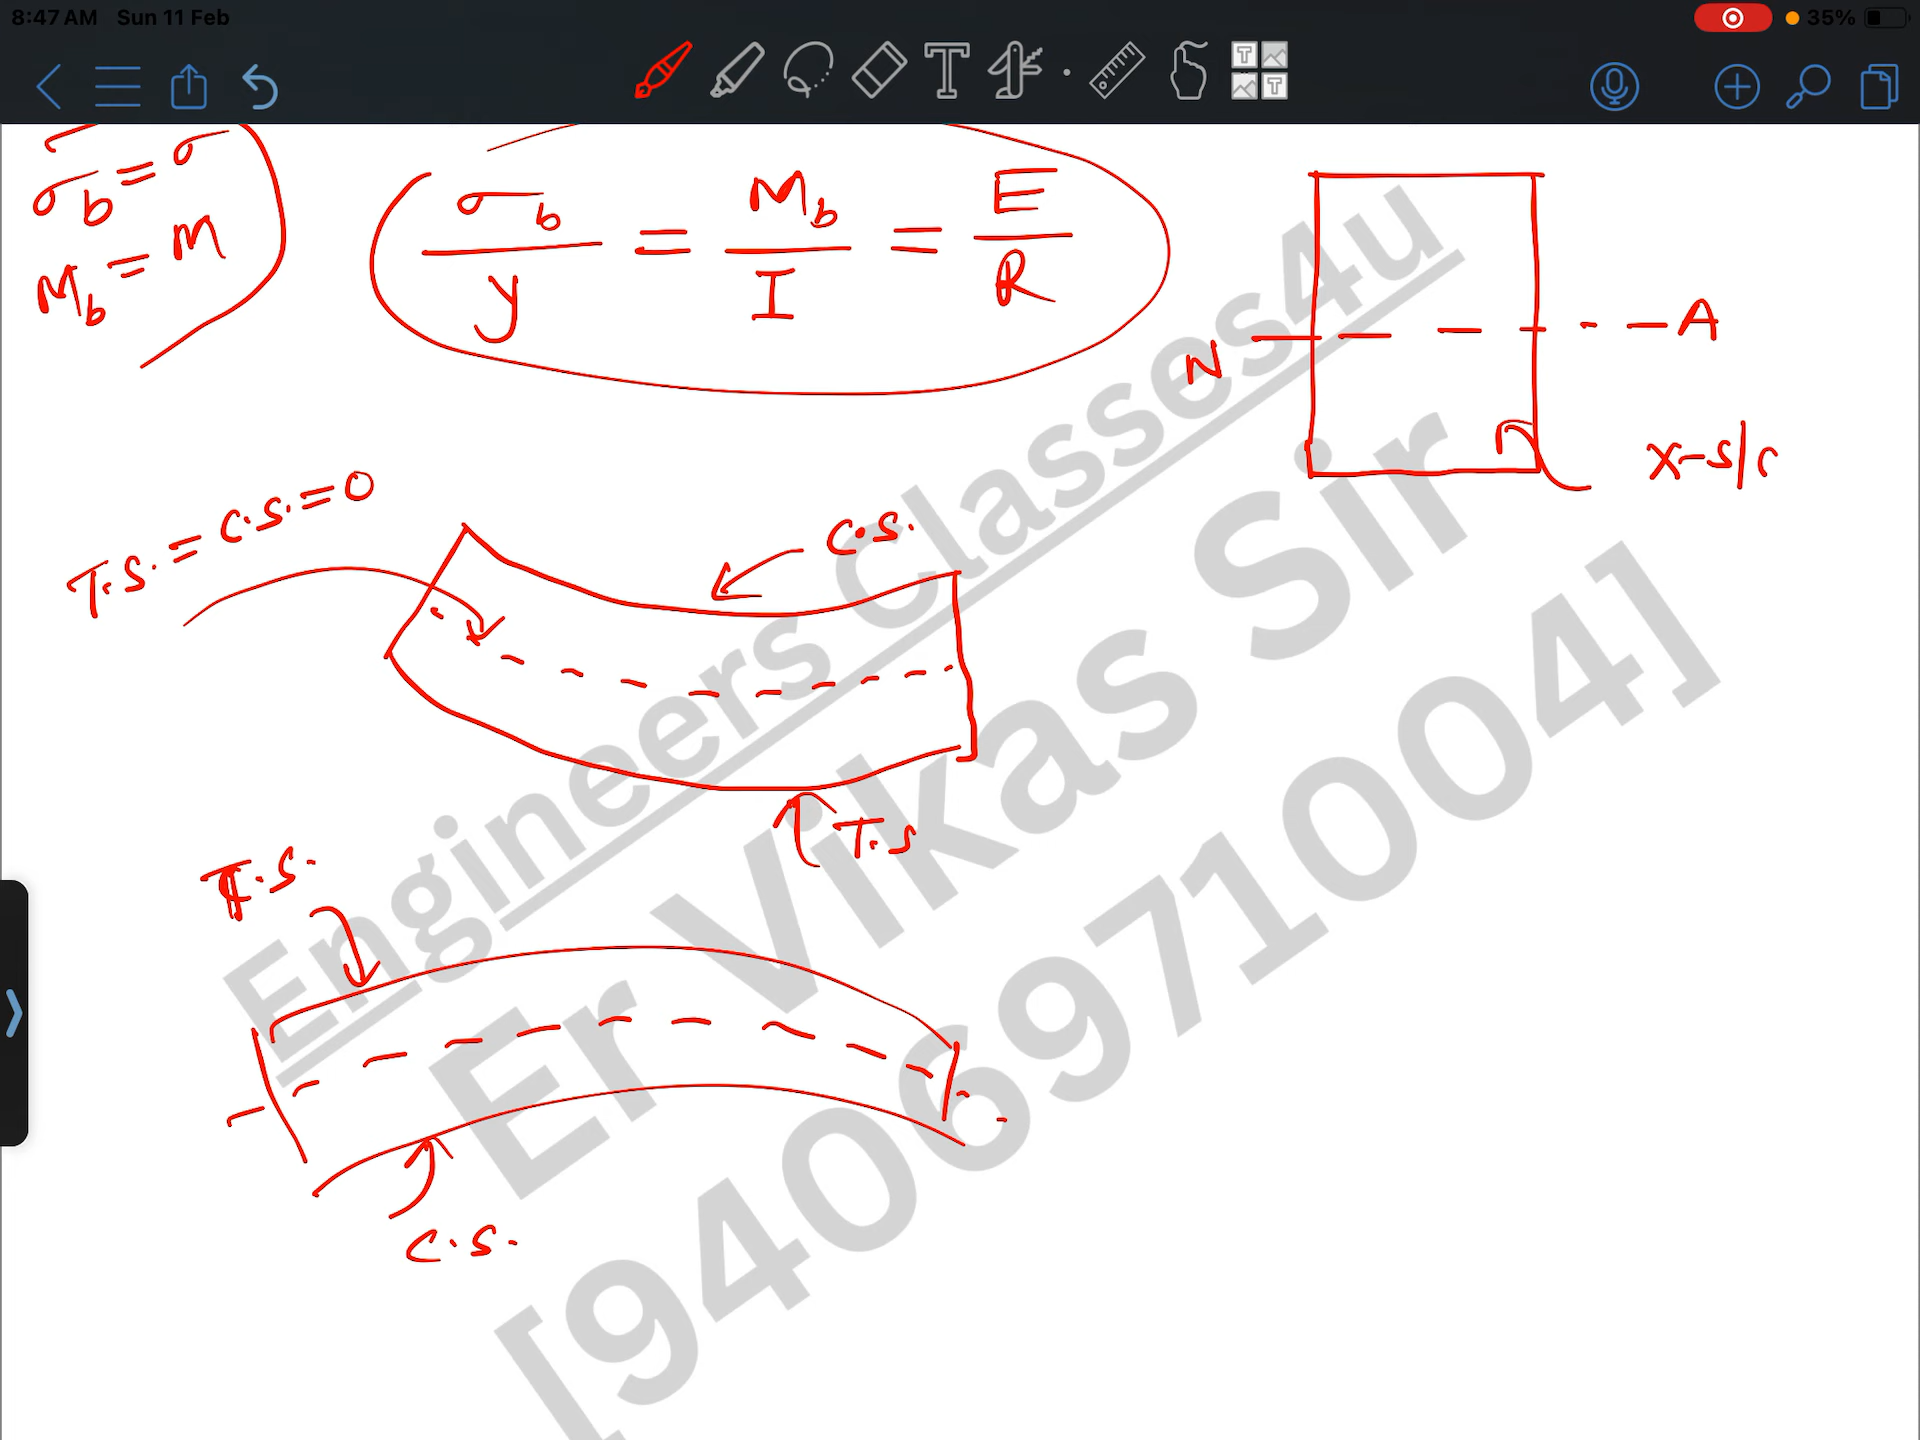 8:47 AM Sun 11 Feb
35%
σb = σ
Mb = M
σb/y = Mb/I = E/R
N
A
X-s/c
T.S. = C.S. = 0
C.S.
T.S
T.S.
C.S.
Engineers Classes4u
Er Vikas Sir
[9406971004]